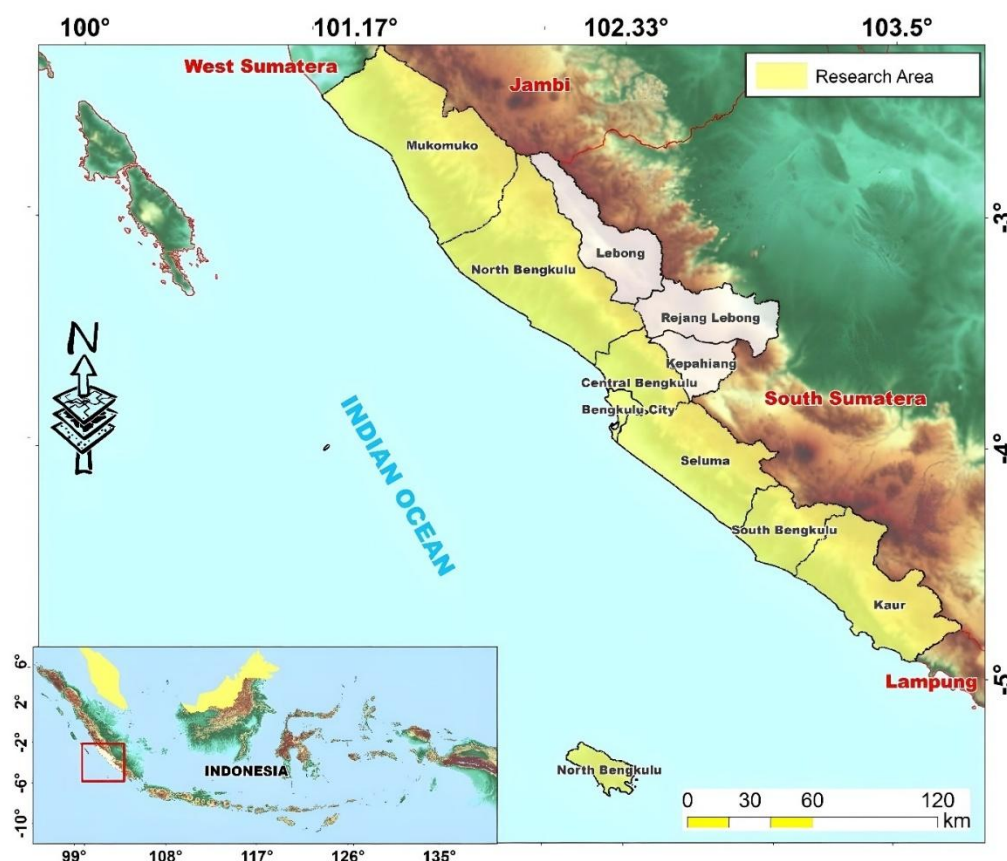 100°
101.17°
102.33°
103.5°
West Sumatera
Jambi
Research Area
Mukomuko
-3°
Lebong
North Bengkulu
Rejang Lebong
Kepahiang
Central Bengkulu
South Sumatera
Bengkulu City
N
INDIAN OCEAN
-4°
Seluma
South Bengkulu
Kaur
Lampung
-5°
North Bengkulu
0 30 60 120
km
6°
2°
-2°
-6°
-10°
INDONESIA
99° 108° 117° 126° 135°